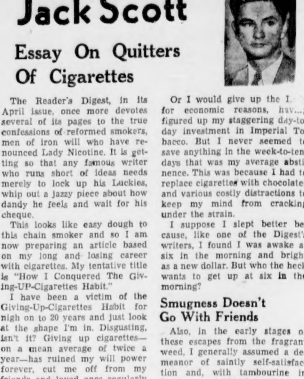 Jack Scott
Essay On Quitters
Of Cigarettes
The Reader's Digest, in its
April issue, once more devotes
several of its pages to the true
confessions of reformed smokers,
men of iron will who have re-
nounced Lady Nicotine. It is get-
ting so that any famous writer
who runs short of ideas needs
merely to lock up his Luckies,
whip out a jazzy piece about how
dandy he feels and wait for his
cheque.
This looks like easy dough to
this chain smoker and so I am
now preparing an article based
on my long and losing career
with cigarettes. My tentative title
is "How I Conquered The Giv-
ing-UP-Cigarettes Habit."
I have been a victim of the
Giving-Up-Cigarettes Habit for
nigh on to 20 years and just look
at the shape I'm in. Disgusting,
isn't it? Giving up cigarettes—
on a mean average of twice a
year—has ruined my will power
forever, cut me off from my
friends and loved ones regularly
Or I would give up the
for economic reasons,
figured up my staggering day-to-
day investment in Imperial To-
bacco. But I never seemed to
save anything in the week-to-ten
days that was my average absti-
nence. This was because I had to
replace cigarettes with chocolate
and various costly distractions to
keep my mind from cracking
under the strain.
I suppose I slept better be-
cause, like one of the Digest's
writers, I found I was awake at
six in the morning and bright
as a new dollar. But who the heck
wants to get up at six in the
morning?
Smugness Doesn't
Go With Friends
Also, in the early stages of
these escapes from the fragrant
weed, I generally assumed a
meanor of saintly self-satisfac-
tion and, with tambourine in